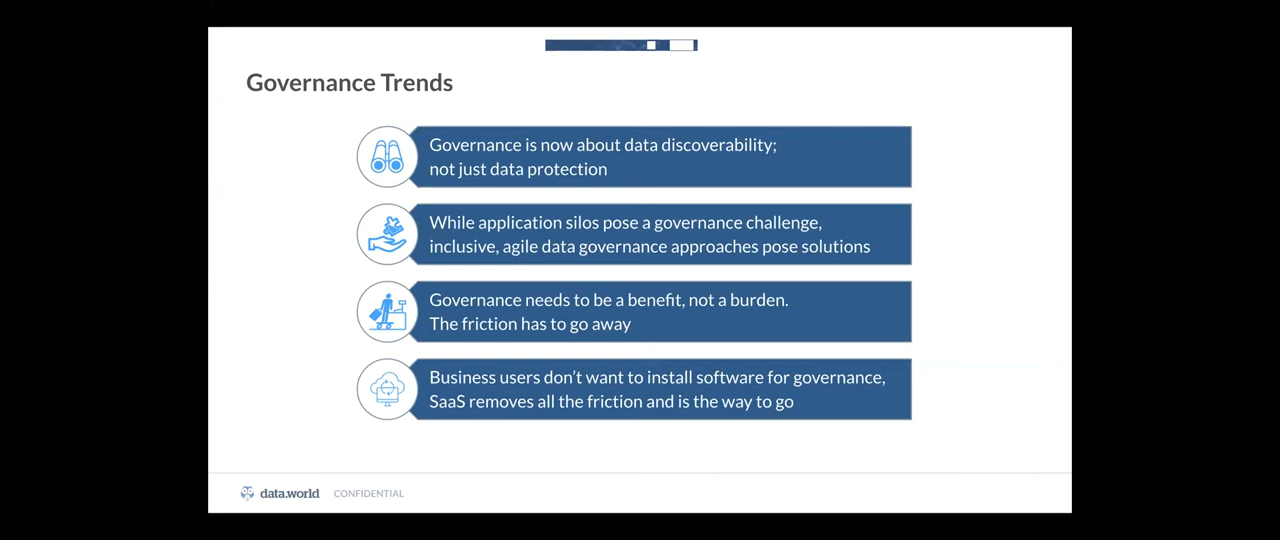 Governance Trends
Governance is now about data discoverability;
not just data protection
While application silos pose a governance challenge,
inclusive, agile data governance approaches pose solutions
Governance needs to be a benefit, not a burden.
The friction has to go away
Business users don’t want to install software for governance,
SaaS removes all the friction and is the way to go
data.world CONFIDENTIAL